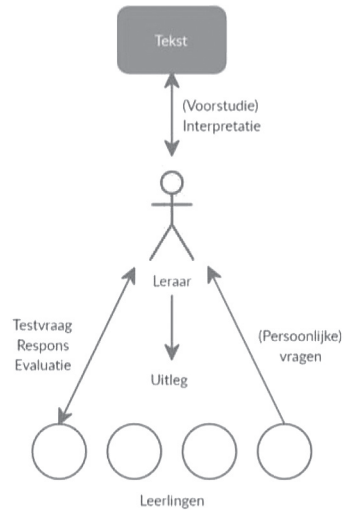 Tekst
(Voorstudie)
Interpretatie
Leraar
Testvraag
Respons
Evaluatie
(Persoonlijke)
vragen
Uitleg
Leerlingen